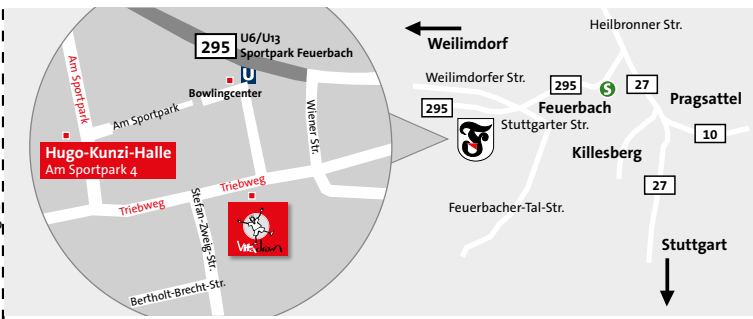 Am Sportpark
295
U6/U13
Sportpark Feuerbach
U
Bowlingcenter
Am Sportpark
Wiener Str.
Hugo-Kunzi-Halle
Am Sportpark 4
Triebweg
Triebweg
Stefan-Zweig-Str.
Bertholt-Brecht-Str.
Heilbronner Str.
Weilimdorf
Weilimdorfer Str.
295
295
S
27
Feuerbach
Pragsattel
Stuttgarter Str.
10
Killesberg
27
Feuerbacher-Tal-Str.
Stuttgart